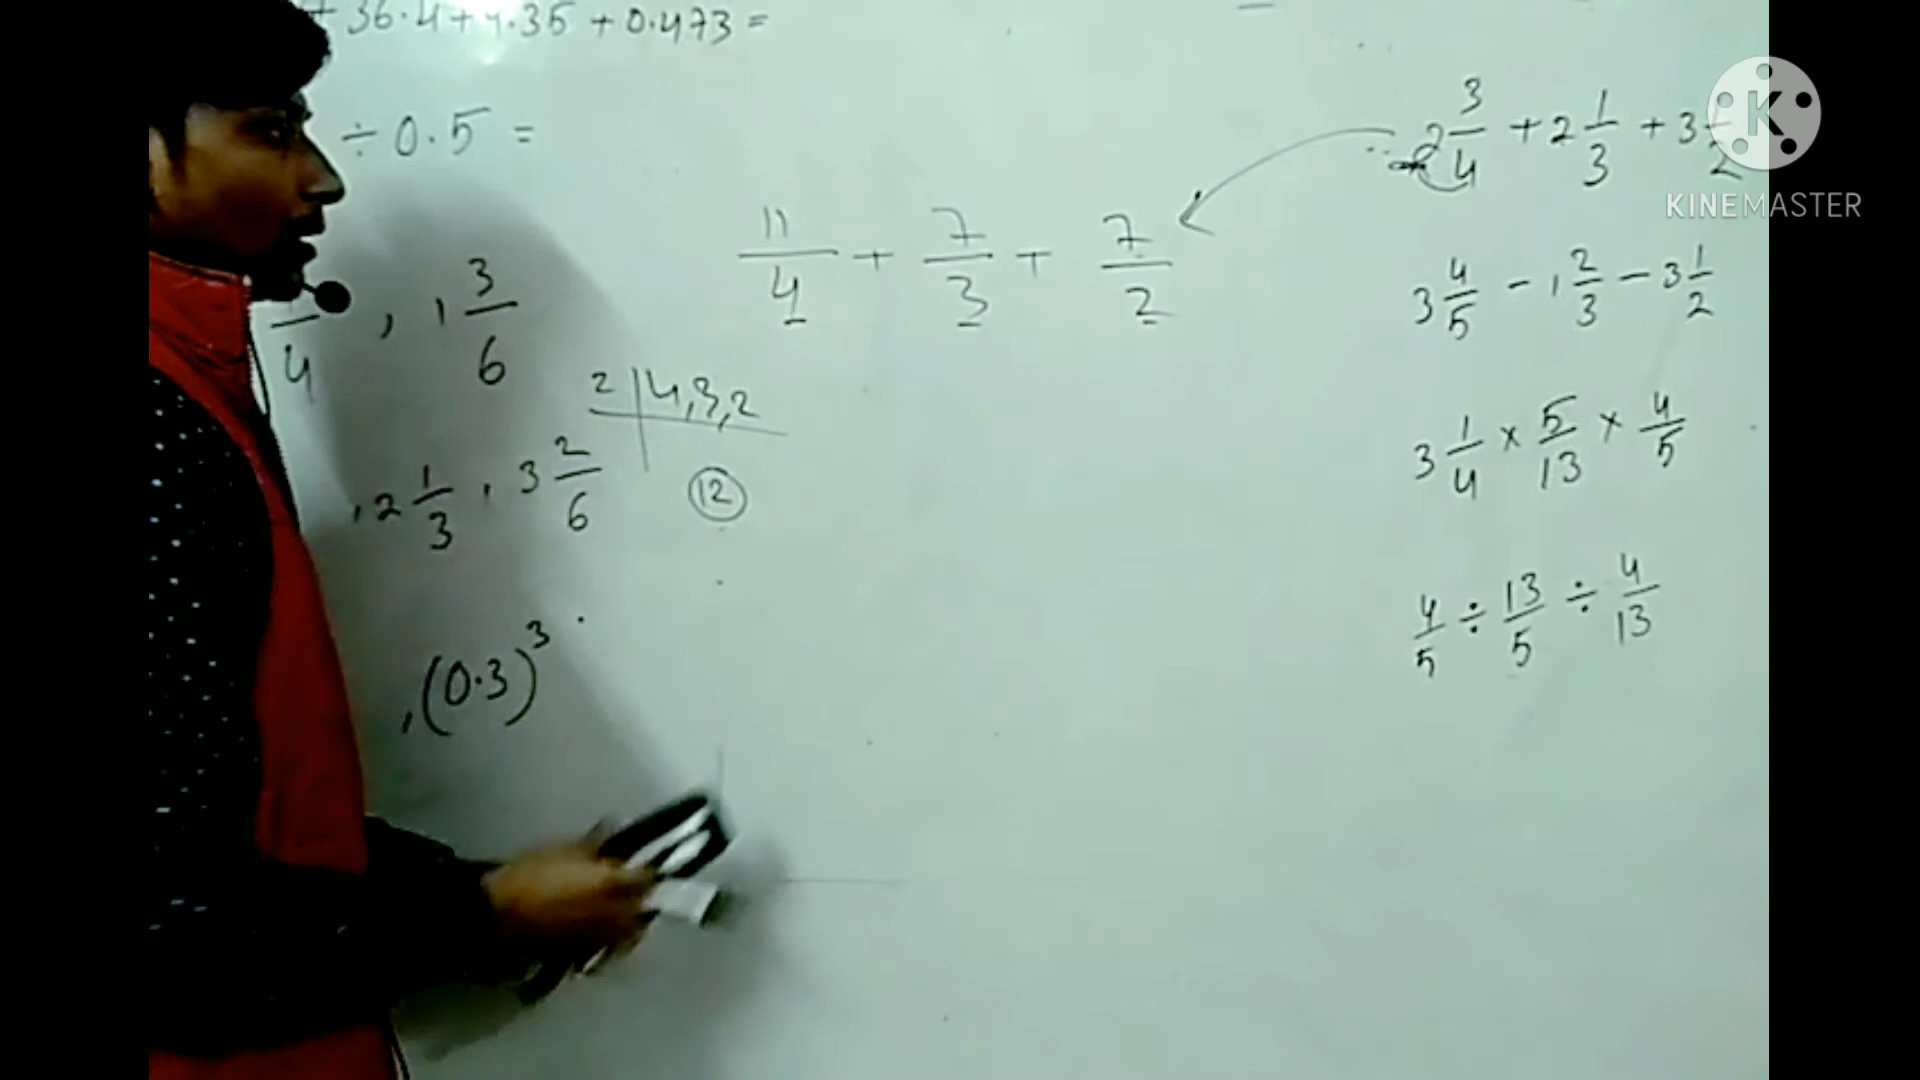 + 36.4 + 4.35 + 0.473 =
÷ 0.5 =
4 , 1 3/6
, 2 1/3 , 3 2/6
, (0.3)^3
11/4 + 7/3 + 7/2
2 | 4, 3, 2
12
2 3/4 + 2 1/3 + 3 1/2
3 4/5 - 1 2/3 - 3 1/2
3 1/4 × 5/13 × 4/5
4/5 ÷ 13/5 ÷ 4/13
K
KINEMASTER